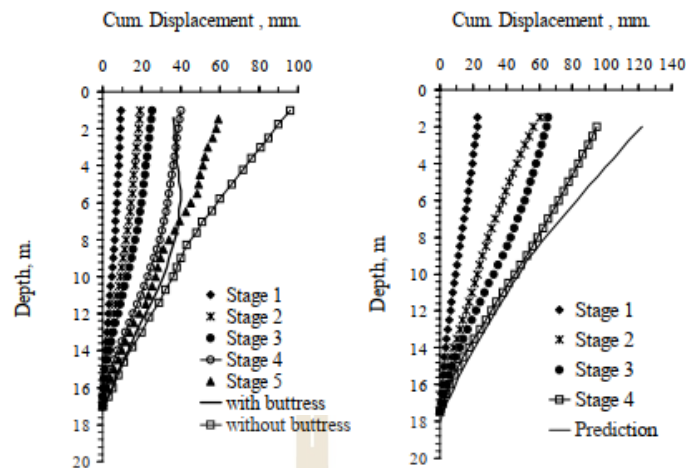 Cum. Displacement , mm.
0 20 40 60 80 100
0
2
4
6
8
10
12
14
16
18
20
Depth, m.
Stage 1
Stage 2
Stage 3
Stage 4
Stage 5
with buttress
without buttress
Cum. Displacement , mm.
0 20 40 60 80 100 120 140
0
2
4
6
8
10
12
14
16
18
20
Depth, m.
Stage 1
Stage 2
Stage 3
Stage 4
Prediction